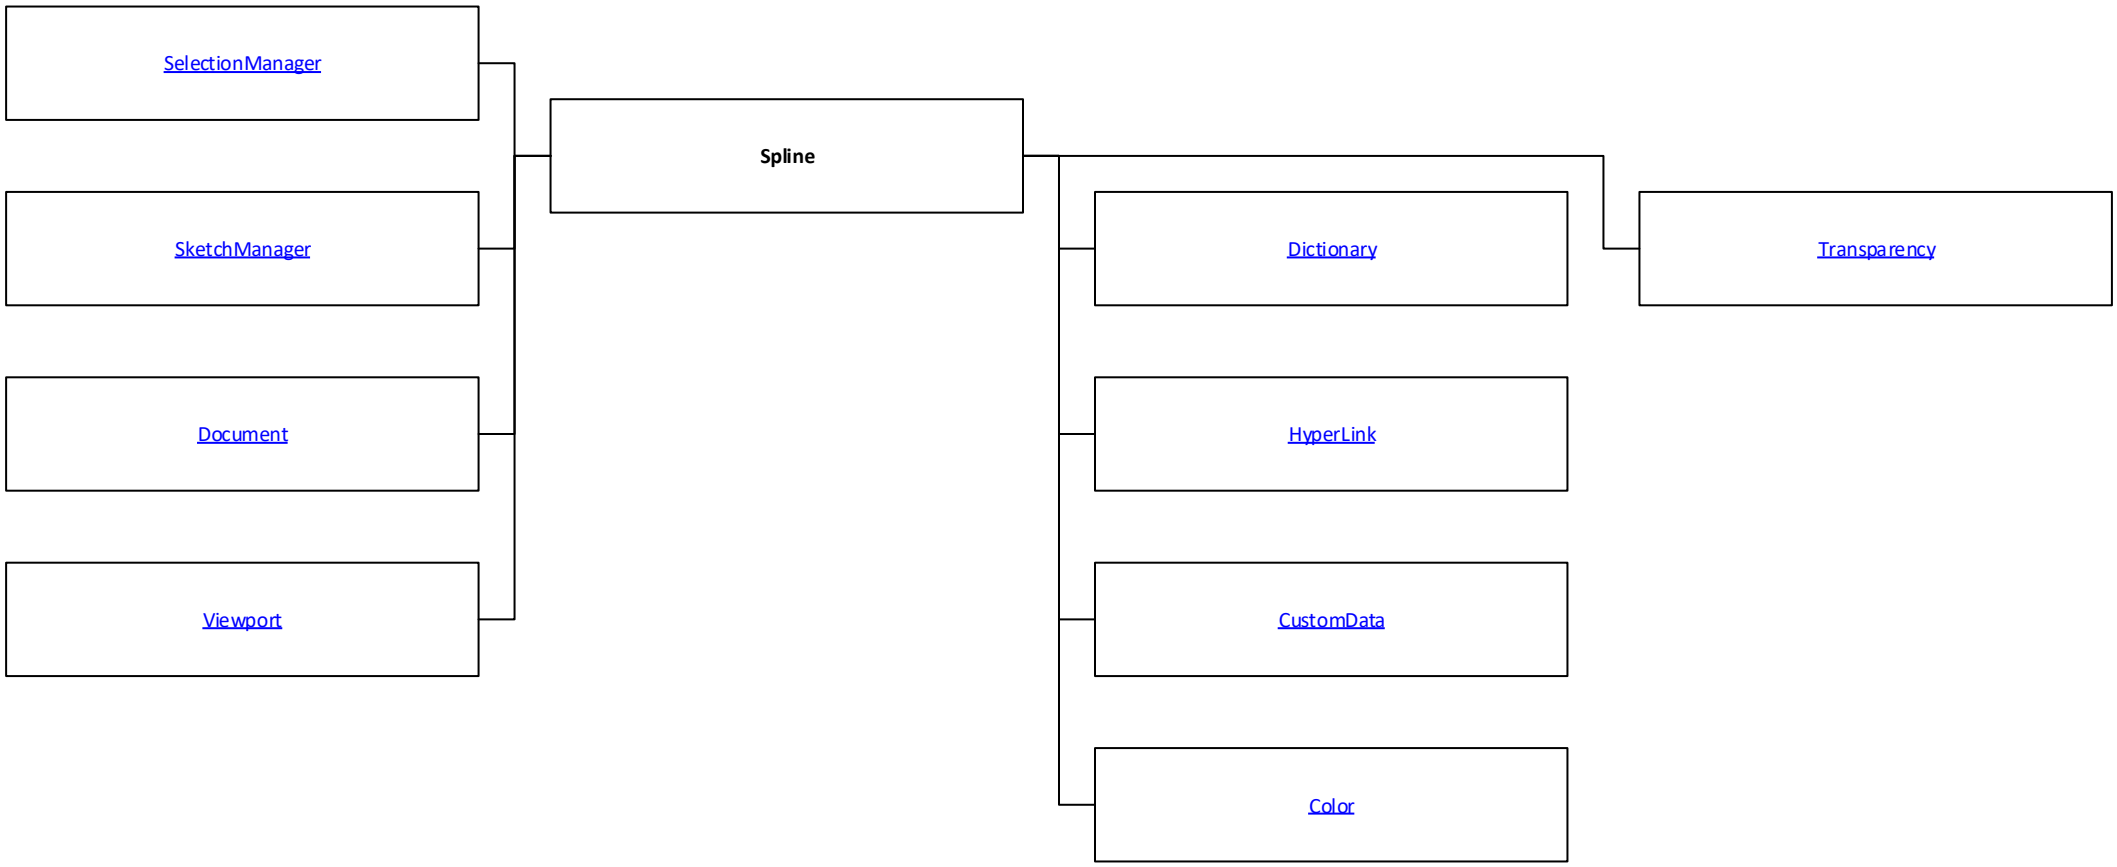 SelectionManager
Spline
SketchManager
Dictionary
Transparency
Document
HyperLink
Viewport
CustomData
Color